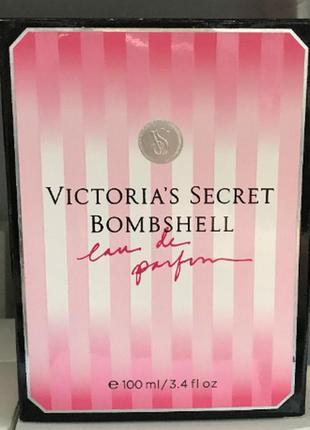 VS
VICTORIA'S SECRET
BOMBSHELL
eau de
parfum
℮ 100 ml/3.4 fl oz